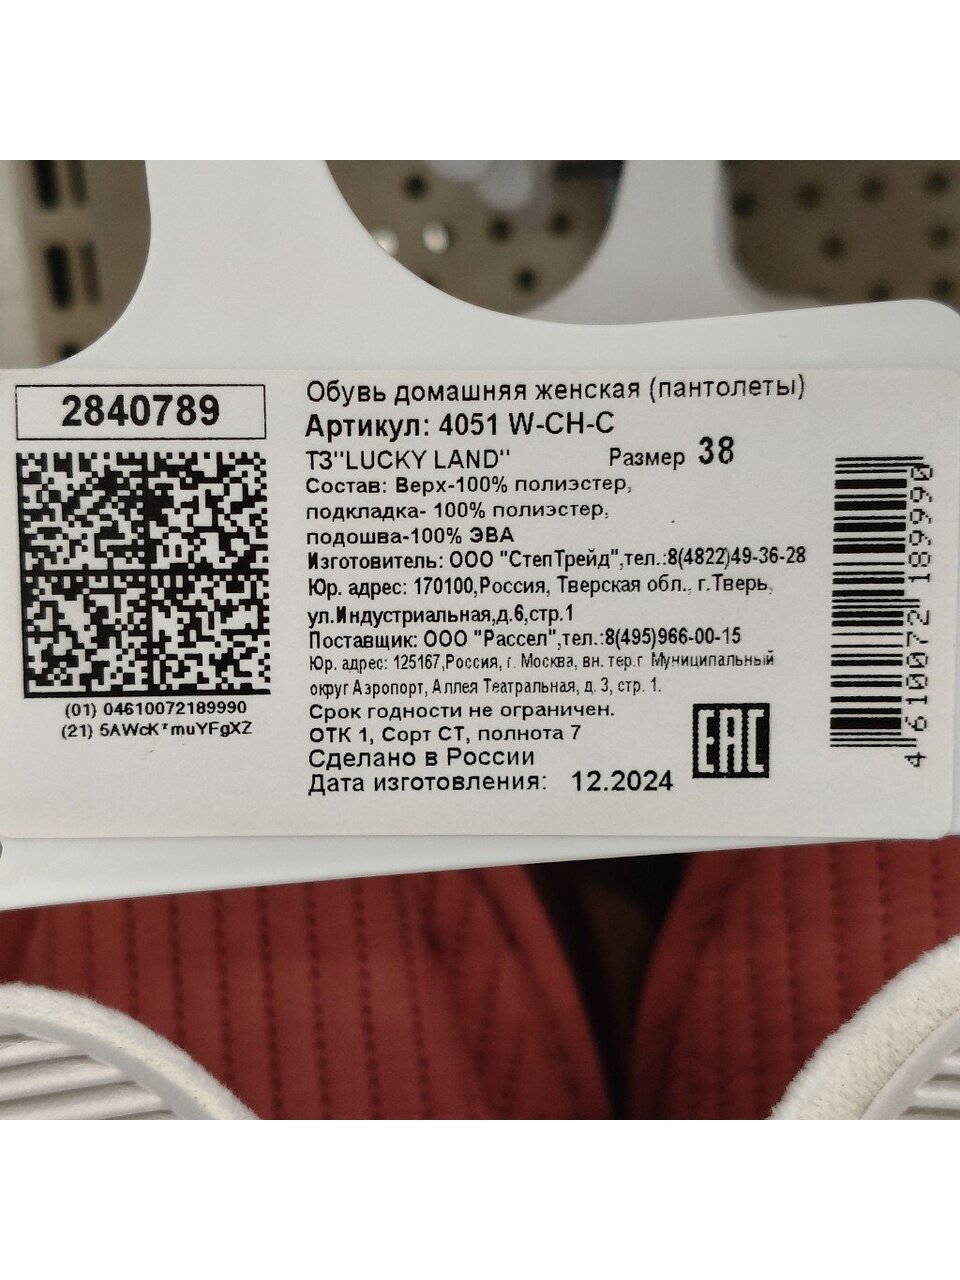 2840789
(01) 04610072189990
(21) 5AWcK*muYFgXZ
Обувь домашняя женская (пантолеты)
Артикул: 4051 W-CH-C
ТЗ"LUCKY LAND" Размер 38
Состав: Верх-100% полиэстер,
подкладка- 100% полиэстер,
подошва-100% ЭВА
Изготовитель: ООО "СтепТрейд",тел.:8(4822)49-36-28
Юр. адрес: 170100,Россия, Тверская обл., г.Тверь,
ул.Индустриальная,д.6,стр.1
Поставщик: ООО "Рассел",тел.:8(495)966-00-15
Юр. адрес: 125167,Россия, г. Москва, вн. тер.г Муниципальный
округ Аэропорт, Аллея Театральная, д. 3, стр. 1.
Срок годности не ограничен.
ОТК 1, Сорт СТ, полнота 7
Сделано в России
Дата изготовления: 12.2024
EAC
4 610072 189990